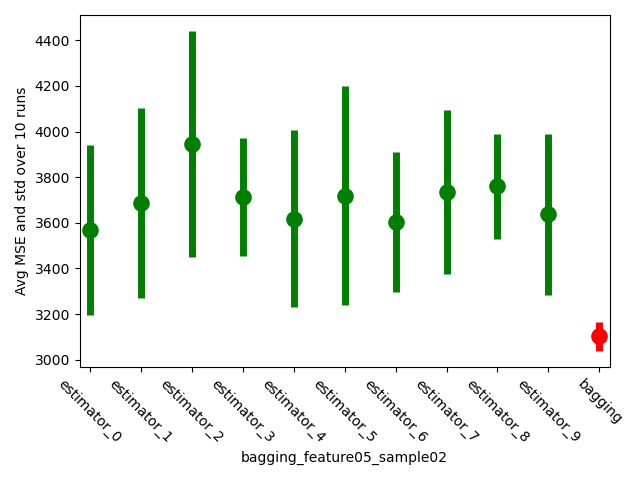 4400
4200
4000
3800
3600
3400
3200
3000
Avg MSE and std over 10 runs
estimator_0
estimator_1
estimator_2
estimator_3
estimator_4
estimator_5
estimator_6
estimator_7
estimator_8
estimator_9
bagging
bagging_feature05_sample02